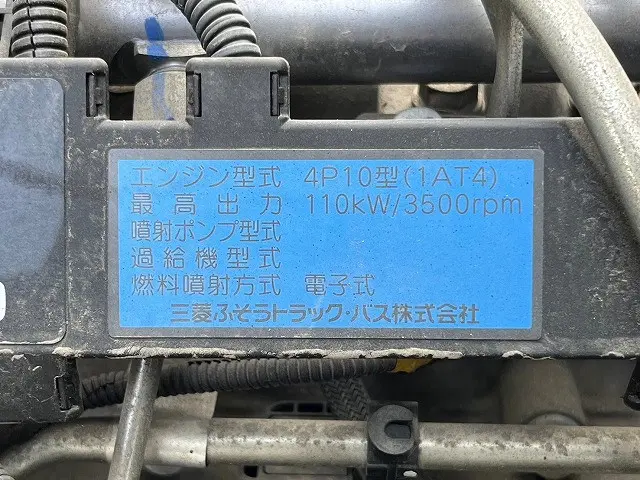 エンジン型式 4P10型(1AT4)
最高出力 110kW/3500rpm
噴射ポンプ型式
過給機型式
燃料噴射方式 電子式
三菱ふそうトラック・バス株式会社